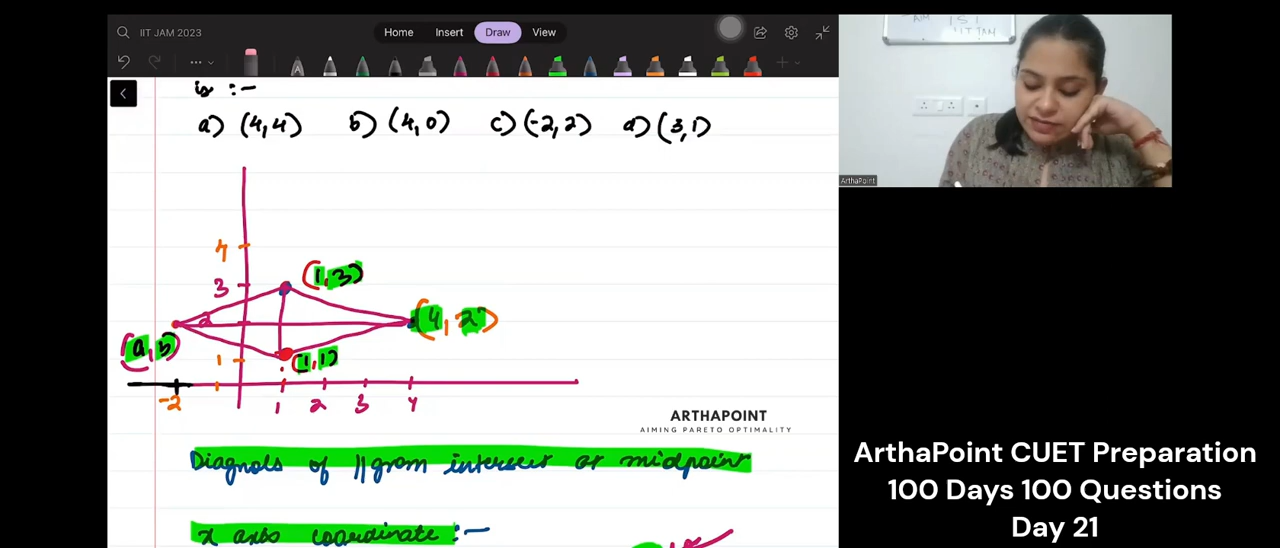 IIT JAM 2023 Home Insert Draw View
is :-
a) (4,4) b) (4,0) c) (-2,2) d) (3,1)
4
3 (1,3)
2 (4,2)
(a,b) 1 (1,1)
-2 1 2 3 4
ARTHAPOINT
AIMING PARETO OPTIMALITY
Diagnols of ||gram intersect at midpoint
x axis coordinate :-
ArthaPoint
ArthaPoint CUET Preparation
100 Days 100 Questions
Day 21